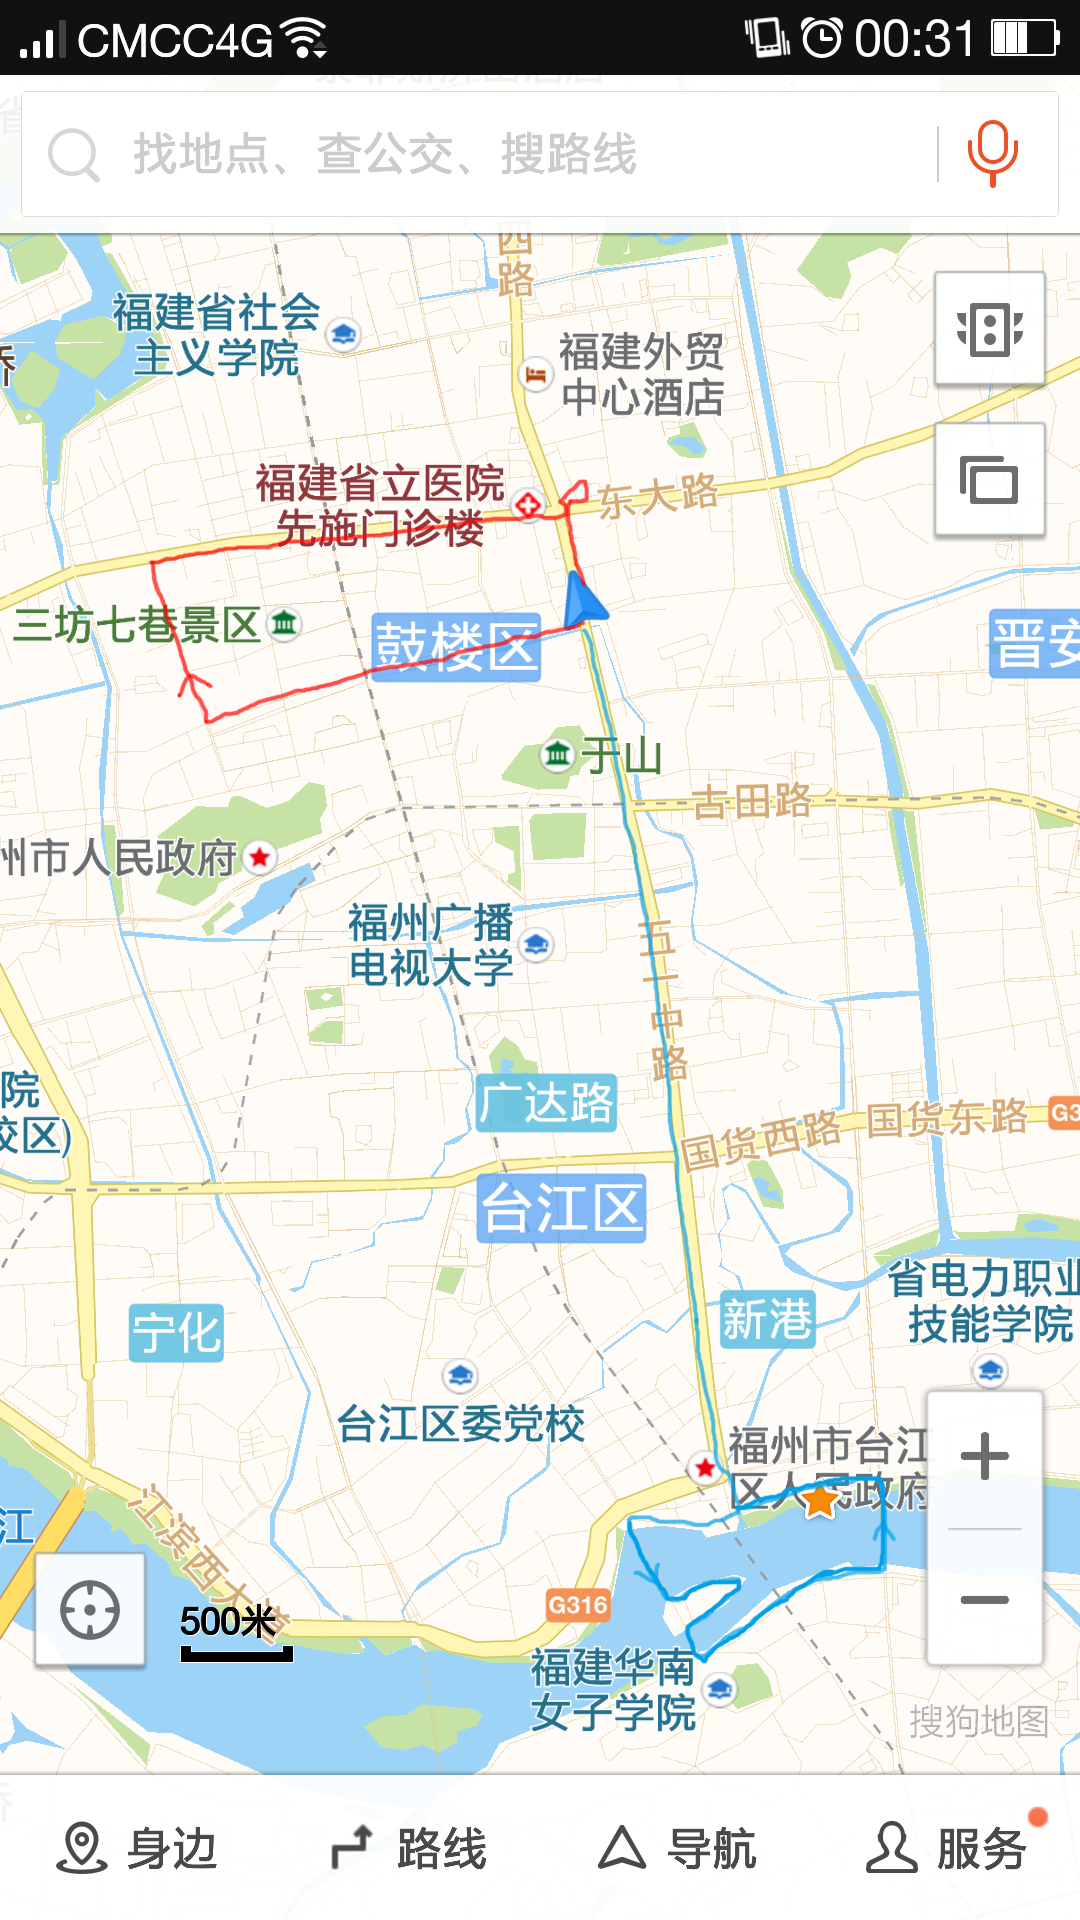 CMCC4G
00:31
找地点、查公交、搜路线
四路
福建省社会
主义学院
福建外贸
中心酒店
福建省立医院
先施门诊楼
东大路
三坊七巷景区
鼓楼区
晋安
于山
古田路
州市人民政府
福州广播
电视大学
五一中路
院
校区)
广达路
国货西路
国货东路
G3
台江区
省电力职业
技能学院
宁化
新港
台江区委党校
福州市台江
区人民政府
江滨西大道
江
500米
G316
福建华南
女子学院
搜狗地图
身边
路线
导航
服务